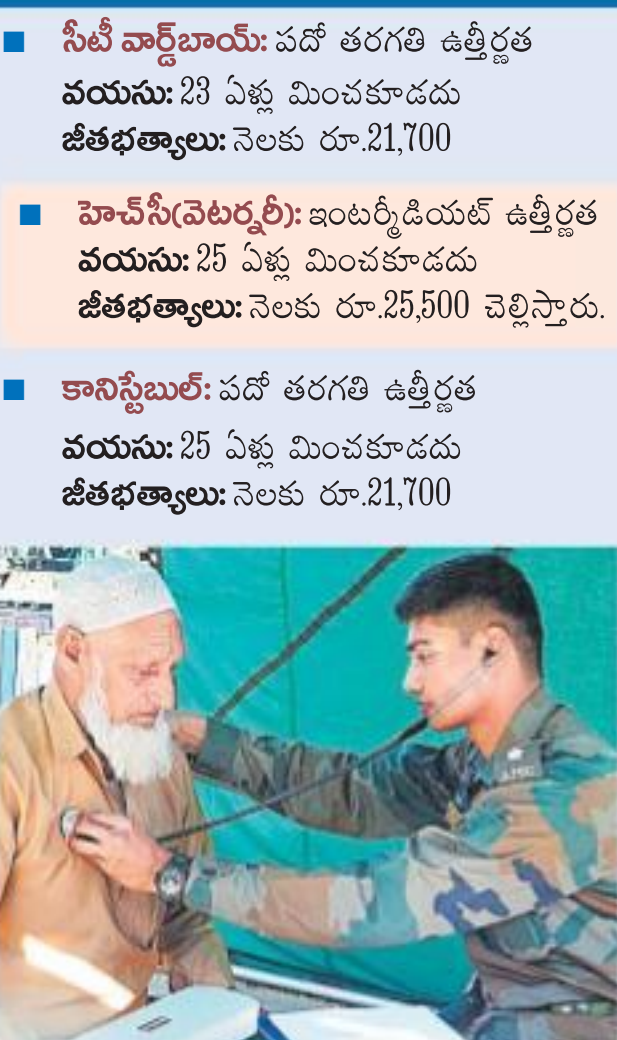 ■ సీటీ వార్డ్‌బాయ్: పదో తరగతి ఉత్తీర్ణత
వయసు: 23 ఏళ్లు మించకూడదు
జీతభత్యాలు: నెలకు రూ.21,700
■ హెచ్‌సీ(వెటర్నరీ): ఇంటర్మీడియట్ ఉత్తీర్ణత
వయసు: 25 ఏళ్లు మించకూడదు
జీతభత్యాలు: నెలకు రూ.25,500 చెల్లిస్తారు.
■ కానిస్టేబుల్: పదో తరగతి ఉత్తీర్ణత
వయసు: 25 ఏళ్లు మించకూడదు
జీతభత్యాలు: నెలకు రూ.21,700